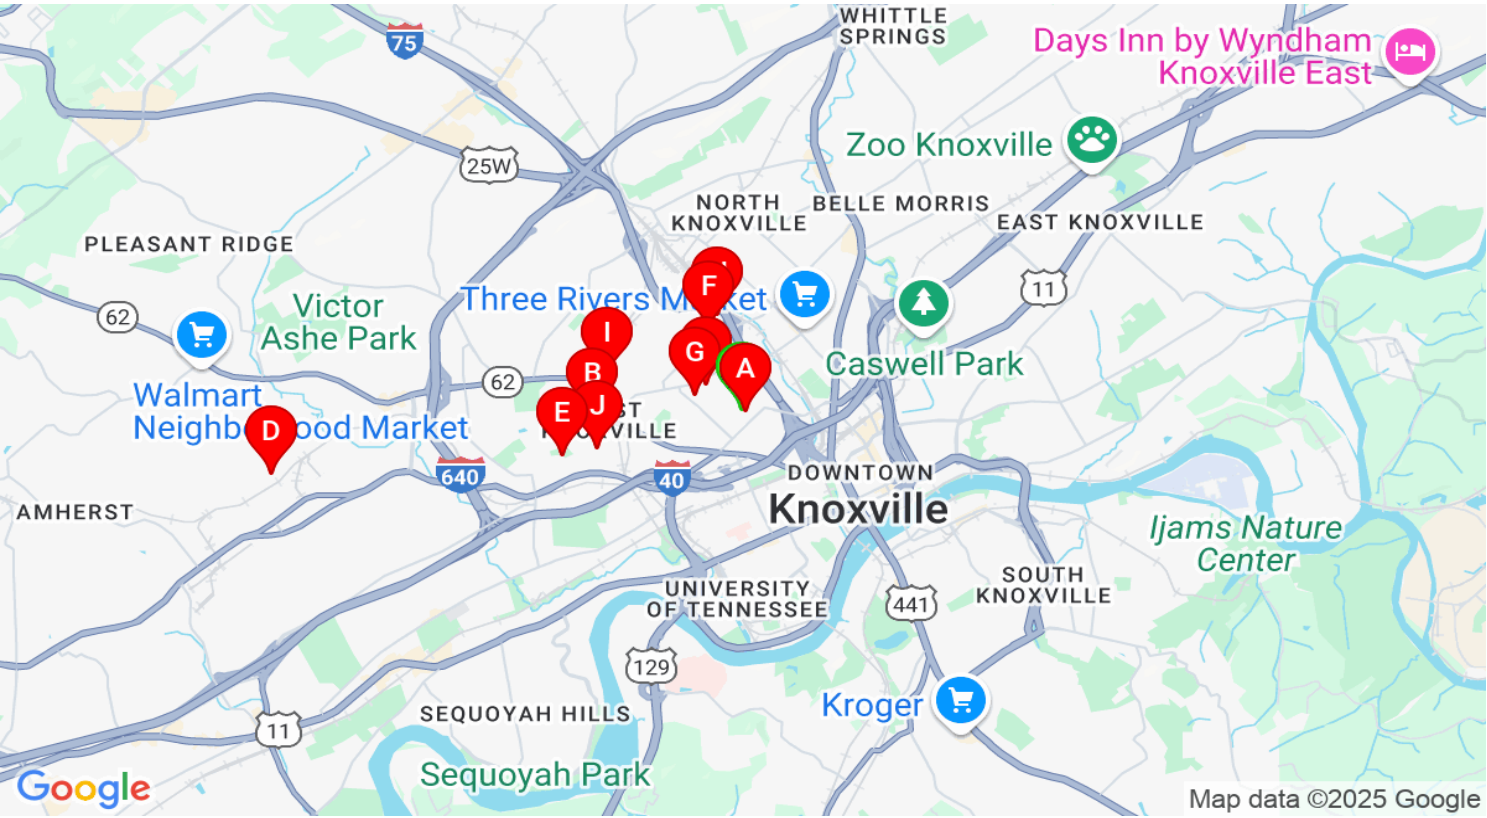 WHITTLE
SPRINGS
75
Days Inn by Wyndham
Knoxville East
Zoo Knoxville
25W
NORTH
KNOXVILLE
BELLE MORRIS
EAST KNOXVILLE
PLEASANT RIDGE
F
11
Three Rivers
62
Victor
Ashe Park
I
G
A
Caswell Park
B
62
Walmart
Neighb
ood Market
D
E
J
VILLE
640
40
DOWNTOWN
Knoxville
AMHERST
Ijams Nature
Center
UNIVERSITY
OF TENNESSEE
SOUTH
KNOXVILLE
441
129
Kroger
SEQUOYAH HILLS
11
Sequoyah Park
Google
Map data ©2025 Google